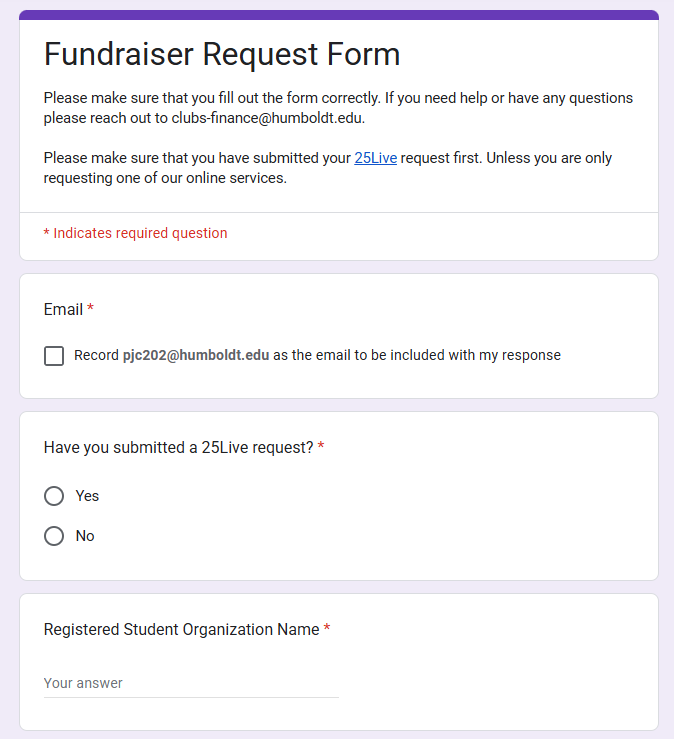 Fundraiser Request Form
Please make sure that you fill out the form correctly. If you need help or have any questions
please reach out to clubs-finance@humboldt.edu.
Please make sure that you have submitted your 25Live request first. Unless you are only
requesting one of our online services.
* Indicates required question
Email *
Record pjc202@humboldt.edu as the email to be included with my response
Have you submitted a 25Live request? *
Yes
No
Registered Student Organization Name *
Your answer